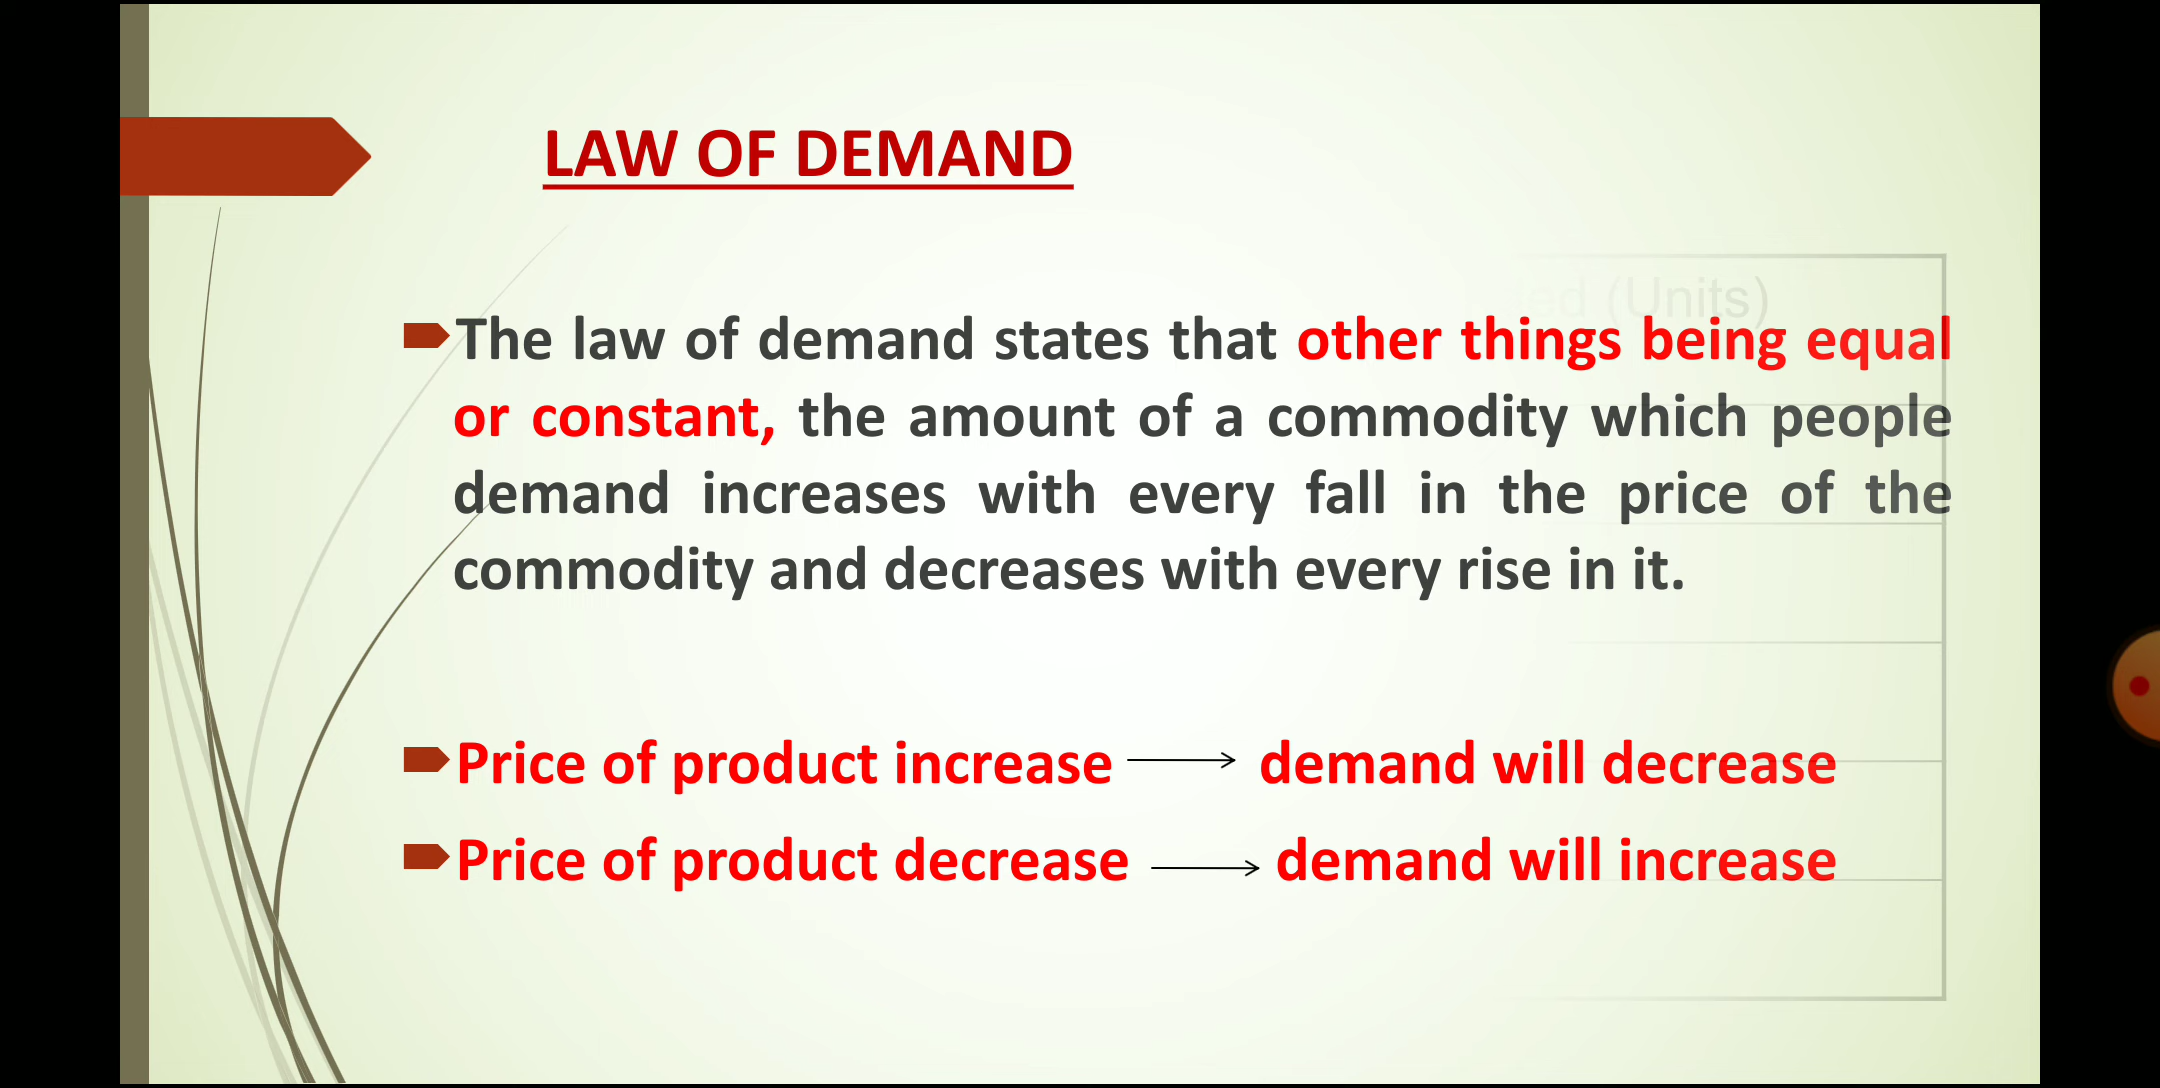 LAW OF DEMAND
(Units)
The law of demand states that other things being equal
or constant, the amount of a commodity which people
demand increases with every fall in the price of the
commodity and decreases with every rise in it.
Price of product increase → demand will decrease
Price of product decrease → demand will increase